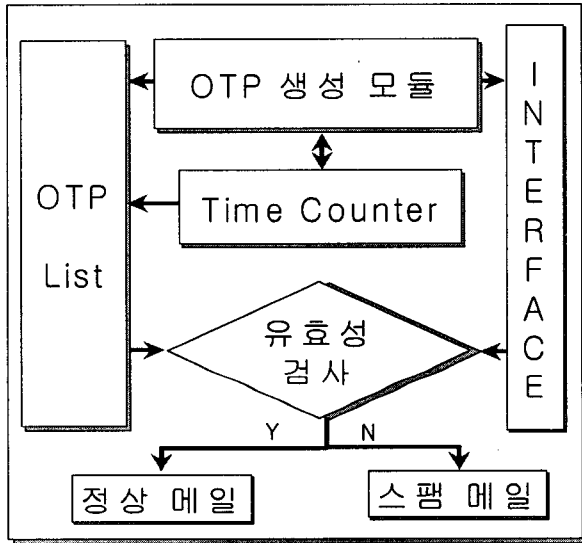 OTP 생성 모듈
INTERFACE
OTP
List
Time Counter
유효성
검사
Y
N
정상 메일
스팸 메일